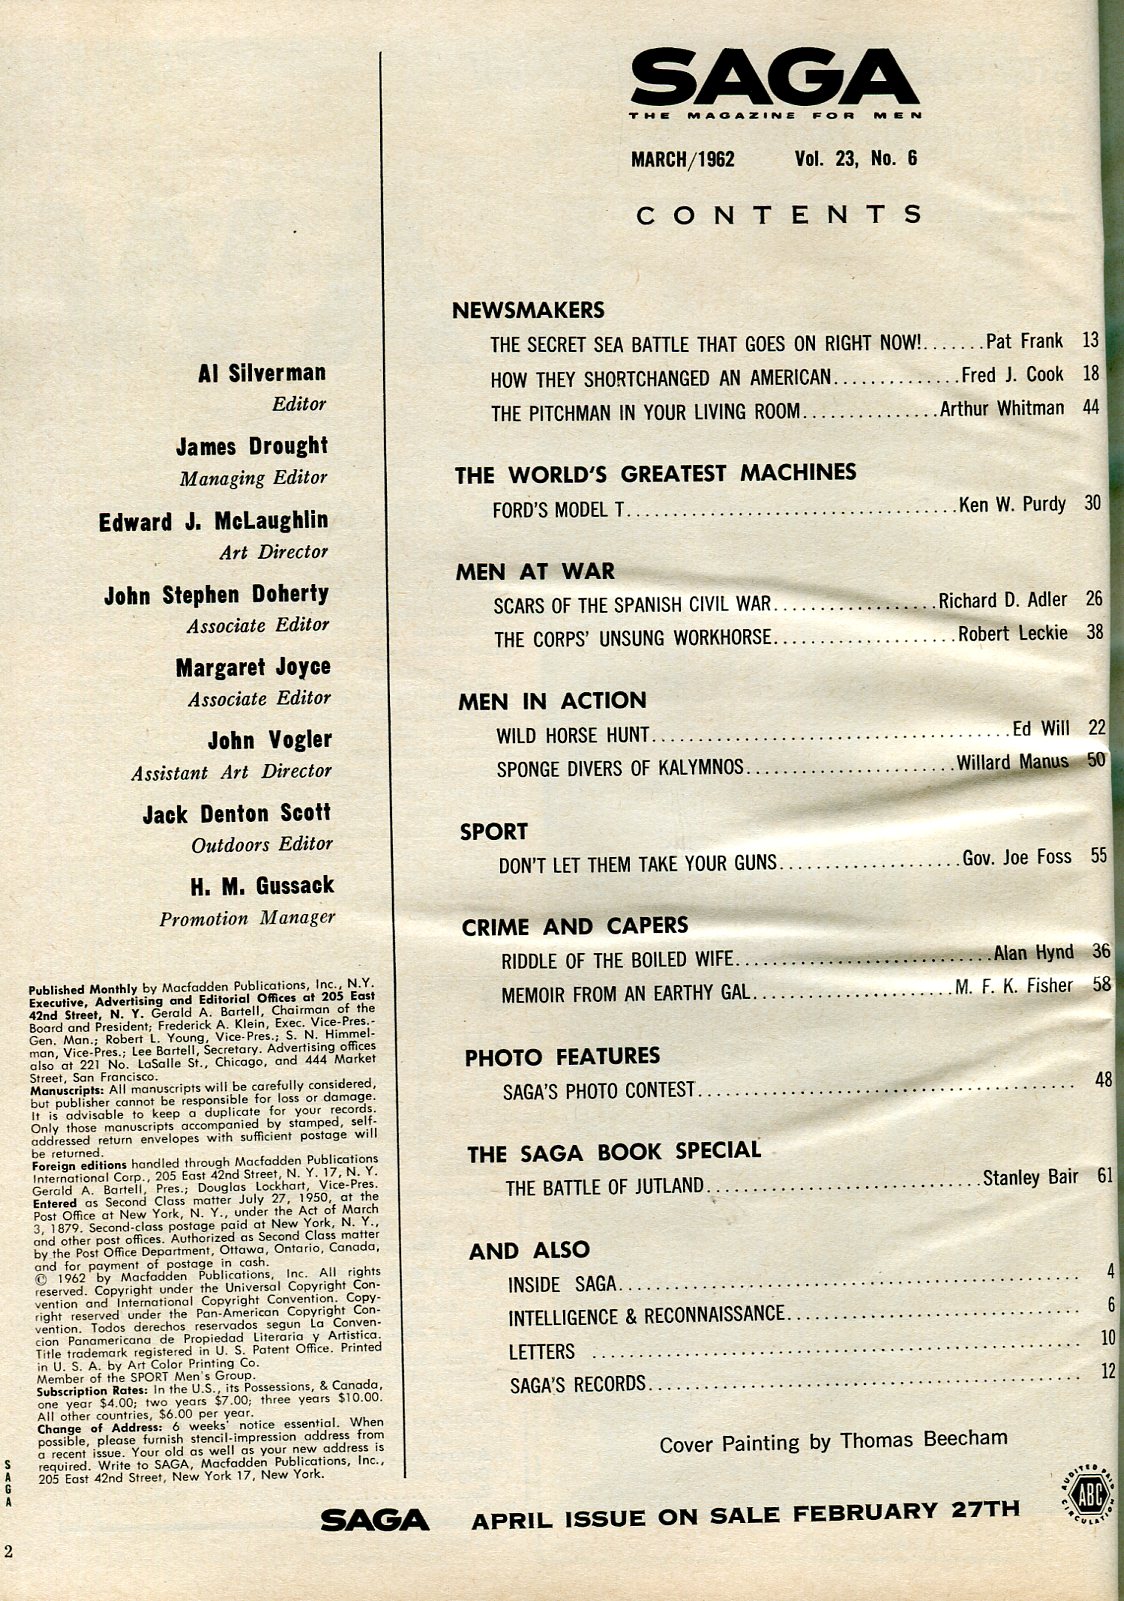 SAGA
THE MAGAZINE FOR MEN
MARCH/1962 Vol. 23, No. 6
CONTENTS
Al Silverman
Editor
James Drought
Managing Editor
Edward J. McLaughlin
Art Director
John Stephen Doherty
Associate Editor
Margaret Joyce
Associate Editor
John Vogler
Assistant Art Director
Jack Denton Scott
Outdoors Editor
H. M. Gussack
Promotion Manager
Published Monthly by Macfadden Publications, Inc., N.Y.
Executive, Advertising and Editorial Offices at 205 East
42nd Street, N. Y. Gerald A. Bartell, Chairman of the
Board and President; Frederick A. Klein, Exec. Vice-Pres.-
Gen. Man.; Robert L. Young, Vice-Pres.; S. N. Himmel-
man, Vice-Pres.; Lee Bartell, Secretary. Advertising offices
also at 221 No. LaSalle St., Chicago, and 444 Market
Street, San Francisco.
Manuscripts: All manuscripts will be carefully considered,
but publisher cannot be responsible for loss or damage.
It is advisable to keep a duplicate for your records.
Only those manuscripts accompanied by stamped, self-
addressed return envelopes with sufficient postage will
be returned.
Foreign editions handled through Macfadden Publications
International Corp., 205 East 42nd Street, N. Y. 17, N. Y.
Gerald A. Bartell, Pres.; Douglas Lockhart, Vice-Pres.
Entered as Second Class matter July 27, 1950, at the
Post Office at New York, N. Y., under the Act of March
3, 1879. Second-class postage paid at New York, N. Y.,
and other post offices. Authorized as Second Class matter
by the Post Office Department, Ottawa, Ontario, Canada,
and for payment of postage in cash.
© 1962 by Macfadden Publications, Inc. All rights
reserved. Copyright under the Universal Copyright Con-
vention and International Copyright Convention. Copy-
right reserved under the Pan-American Copyright Con-
vention. Todos derechos reservados segun La Conven-
cion Panamericana de Propiedad Literaria y Artistica.
Title trademark registered in U. S. Patent Office. Printed
in U. S. A. by Art Color Printing Co.
Member of the SPORT Men's Group.
Subscription Rates: In the U.S., its Possessions, & Canada,
one year $4.00; two years $7.00; three years $10.00.
All other countries, $6.00 per year.
Change of Address: 6 weeks' notice essential. When
possible, please furnish stencil-impression address from
a recent issue. Your old as well as your new address is
required. Write to SAGA, Macfadden Publications, Inc.,
205 East 42nd Street, New York 17, New York.
NEWSMAKERS
THE SECRET SEA BATTLE THAT GOES ON RIGHT NOW!.......Pat Frank 13
HOW THEY SHORTCHANGED AN AMERICAN..............Fred J. Cook 18
THE PITCHMAN IN YOUR LIVING ROOM...............Arthur Whitman 44
THE WORLD'S GREATEST MACHINES
FORD'S MODEL T....................................Ken W. Purdy 30
MEN AT WAR
SCARS OF THE SPANISH CIVIL WAR..................Richard D. Adler 26
THE CORPS' UNSUNG WORKHORSE....................Robert Leckie 38
MEN IN ACTION
WILD HORSE HUNT.......................................Ed Will 22
SPONGE DIVERS OF KALYMNOS.......................Willard Manus 50
SPORT
DON'T LET THEM TAKE YOUR GUNS....................Gov. Joe Foss 55
CRIME AND CAPERS
RIDDLE OF THE BOILED WIFE............................Alan Hynd 36
MEMOIR FROM AN EARTHY GAL......................M. F. K. Fisher 58
PHOTO FEATURES
SAGA'S PHOTO CONTEST......................................... 48
THE SAGA BOOK SPECIAL
THE BATTLE OF JUTLAND..............................Stanley Bair 61
AND ALSO
INSIDE SAGA.................................................. 4
INTELLIGENCE & RECONNAISSANCE................................ 6
LETTERS ..................................................... 10
SAGA'S RECORDS............................................... 12
Cover Painting by Thomas Beecham
SAGA APRIL ISSUE ON SALE FEBRUARY 27TH
AUDITED PAID CIRCULATION
ABC
SAGA
2